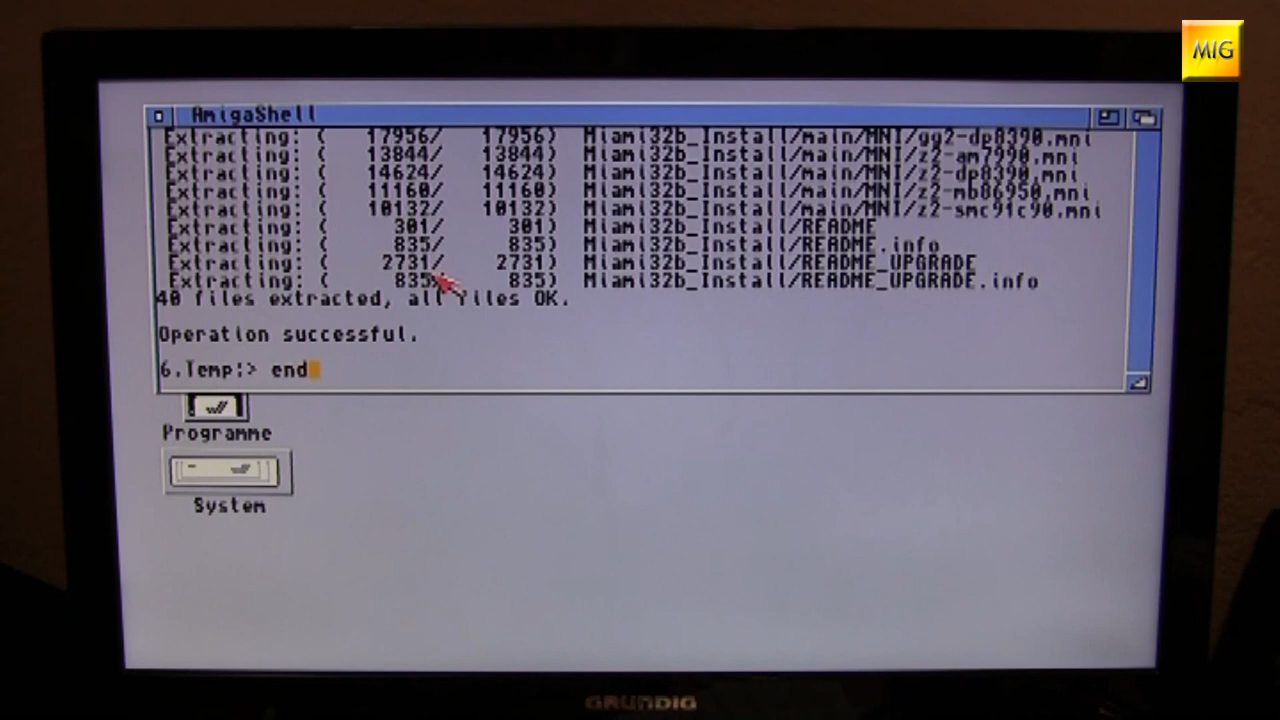 MIG
AmigaShell
Extracting: ( 17956/ 17956) Miami32b_Install/main/MNI/gg2-dp8390.mni
Extracting: ( 13844/ 13844) Miami32b_Install/main/MNI/z2-am7990.mni
Extracting: ( 14624/ 14624) Miami32b_Install/main/MNI/z2-dp8390.mni
Extracting: ( 11160/ 11160) Miami32b_Install/main/MNI/z2-mb86950.mni
Extracting: ( 10132/ 10132) Miami32b_Install/main/MNI/z2-smc91c90.mni
Extracting: ( 301/ 301) Miami32b_Install/README
Extracting: ( 835/ 835) Miami32b_Install/README.info
Extracting: ( 2731/ 2731) Miami32b_Install/README_UPGRADE
Extracting: ( 835/ 835) Miami32b_Install/README_UPGRADE.info
40 files extracted, all files OK.
Operation successful.
6.Temp:> end
Programme
System
GRUNDIG